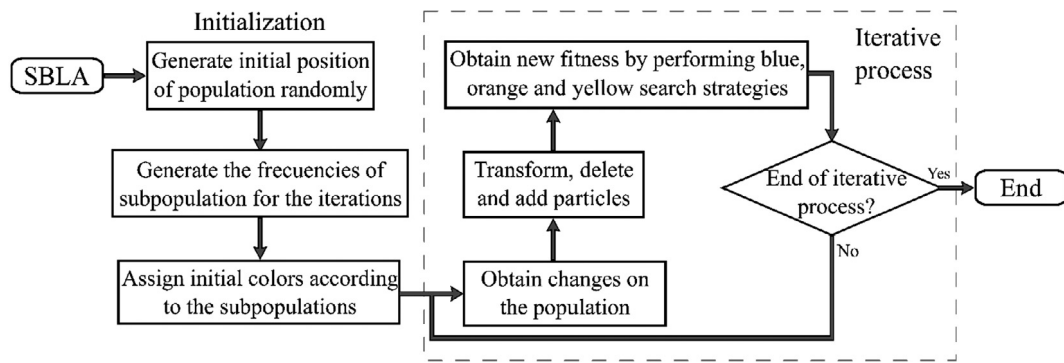 Initialization
SBLA
Generate initial position
of population randomly
Generate the frecuencies of
subpopulation for the iterations
Assign initial colors according
to the subpopulations
Iterative
process
Obtain new fitness by performing blue,
orange and yellow search strategies
Transform, delete
and add particles
Obtain changes on
the population
End of iterative
process?
Yes
No
End